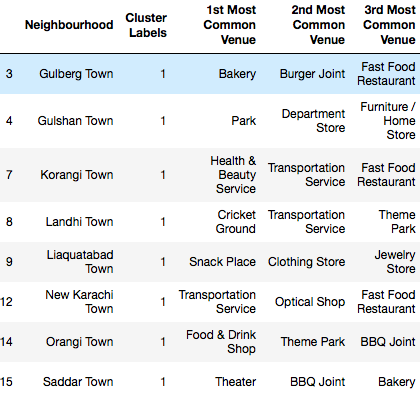 Neighbourhood Cluster Labels 1st Most Common Venue 2nd Most Common Venue 3rd Most Common Venue
3 Gulberg Town 1 Bakery Burger Joint Fast Food Restaurant
4 Gulshan Town 1 Park Department Store Furniture / Home Store
7 Korangi Town 1 Health & Beauty Service Transportation Service Fast Food Restaurant
8 Landhi Town 1 Cricket Ground Transportation Service Theme Park
9 Liaquatabad Town 1 Snack Place Clothing Store Jewelry Store
12 New Karachi Town 1 Transportation Service Optical Shop Fast Food Restaurant
14 Orangi Town 1 Food & Drink Shop Theme Park BBQ Joint
15 Saddar Town 1 Theater BBQ Joint Bakery